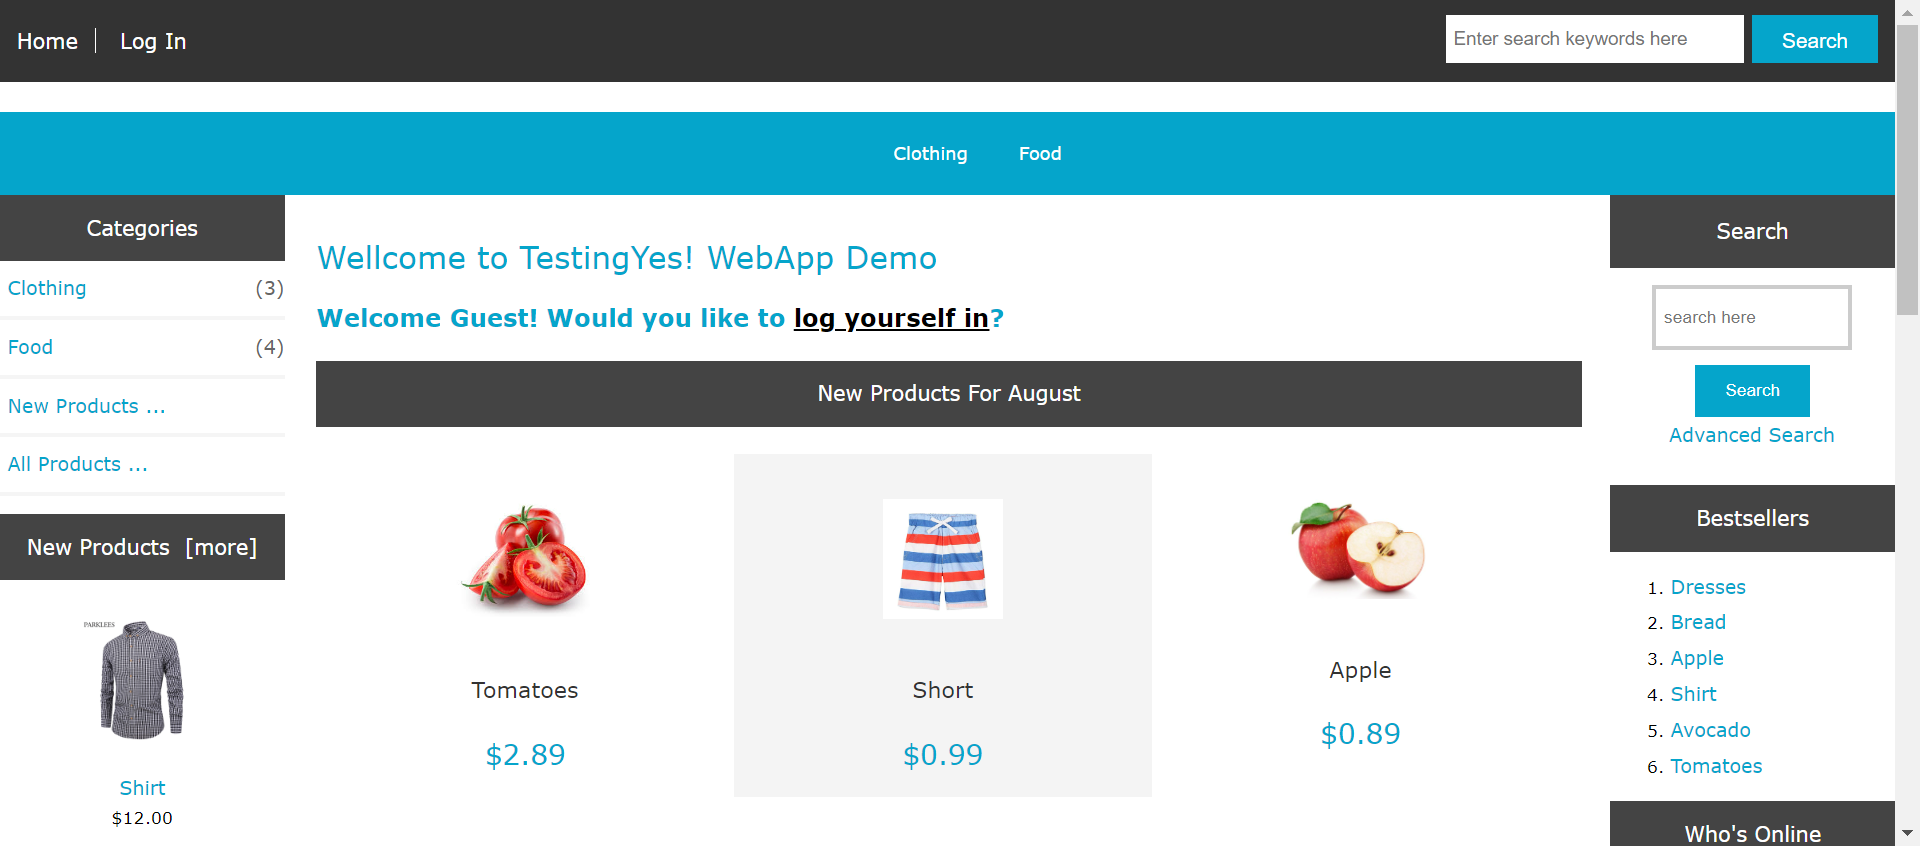 Home
Log In
Enter search keywords here
Search
Clothing
Food
Categories
Clothing (3)
Food (4)
New Products ...
All Products ...
New Products [more]
PARKLEES
Shirt
$12.00
Wellcome to TestingYes! WebApp Demo
Welcome Guest! Would you like to log yourself in?
New Products For August
Tomatoes
$2.89
Short
$0.99
Apple
$0.89
Search
search here
Search
Advanced Search
Bestsellers
1. Dresses
2. Bread
3. Apple
4. Shirt
5. Avocado
6. Tomatoes
Who's Online